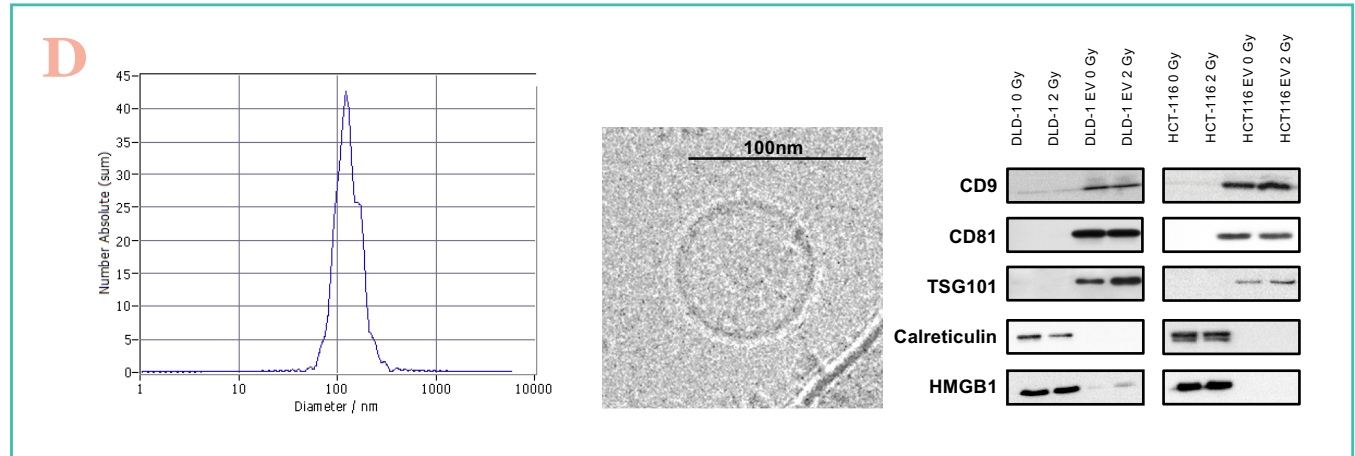 D
Number Absolute (sum)
45
40
35
30
25
20
15
10
5
0
1 10 100 1000 10000
Diameter / nm
100nm
DLD-1 0 Gy
DLD-1 2 Gy
DLD-1 EV 0 Gy
DLD-1 EV 2 Gy
HCT-116 0 Gy
HCT-116 2 Gy
HCT116 EV 0 Gy
HCT116 EV 2 Gy
CD9
CD81
TSG101
Calreticulin
HMGB1